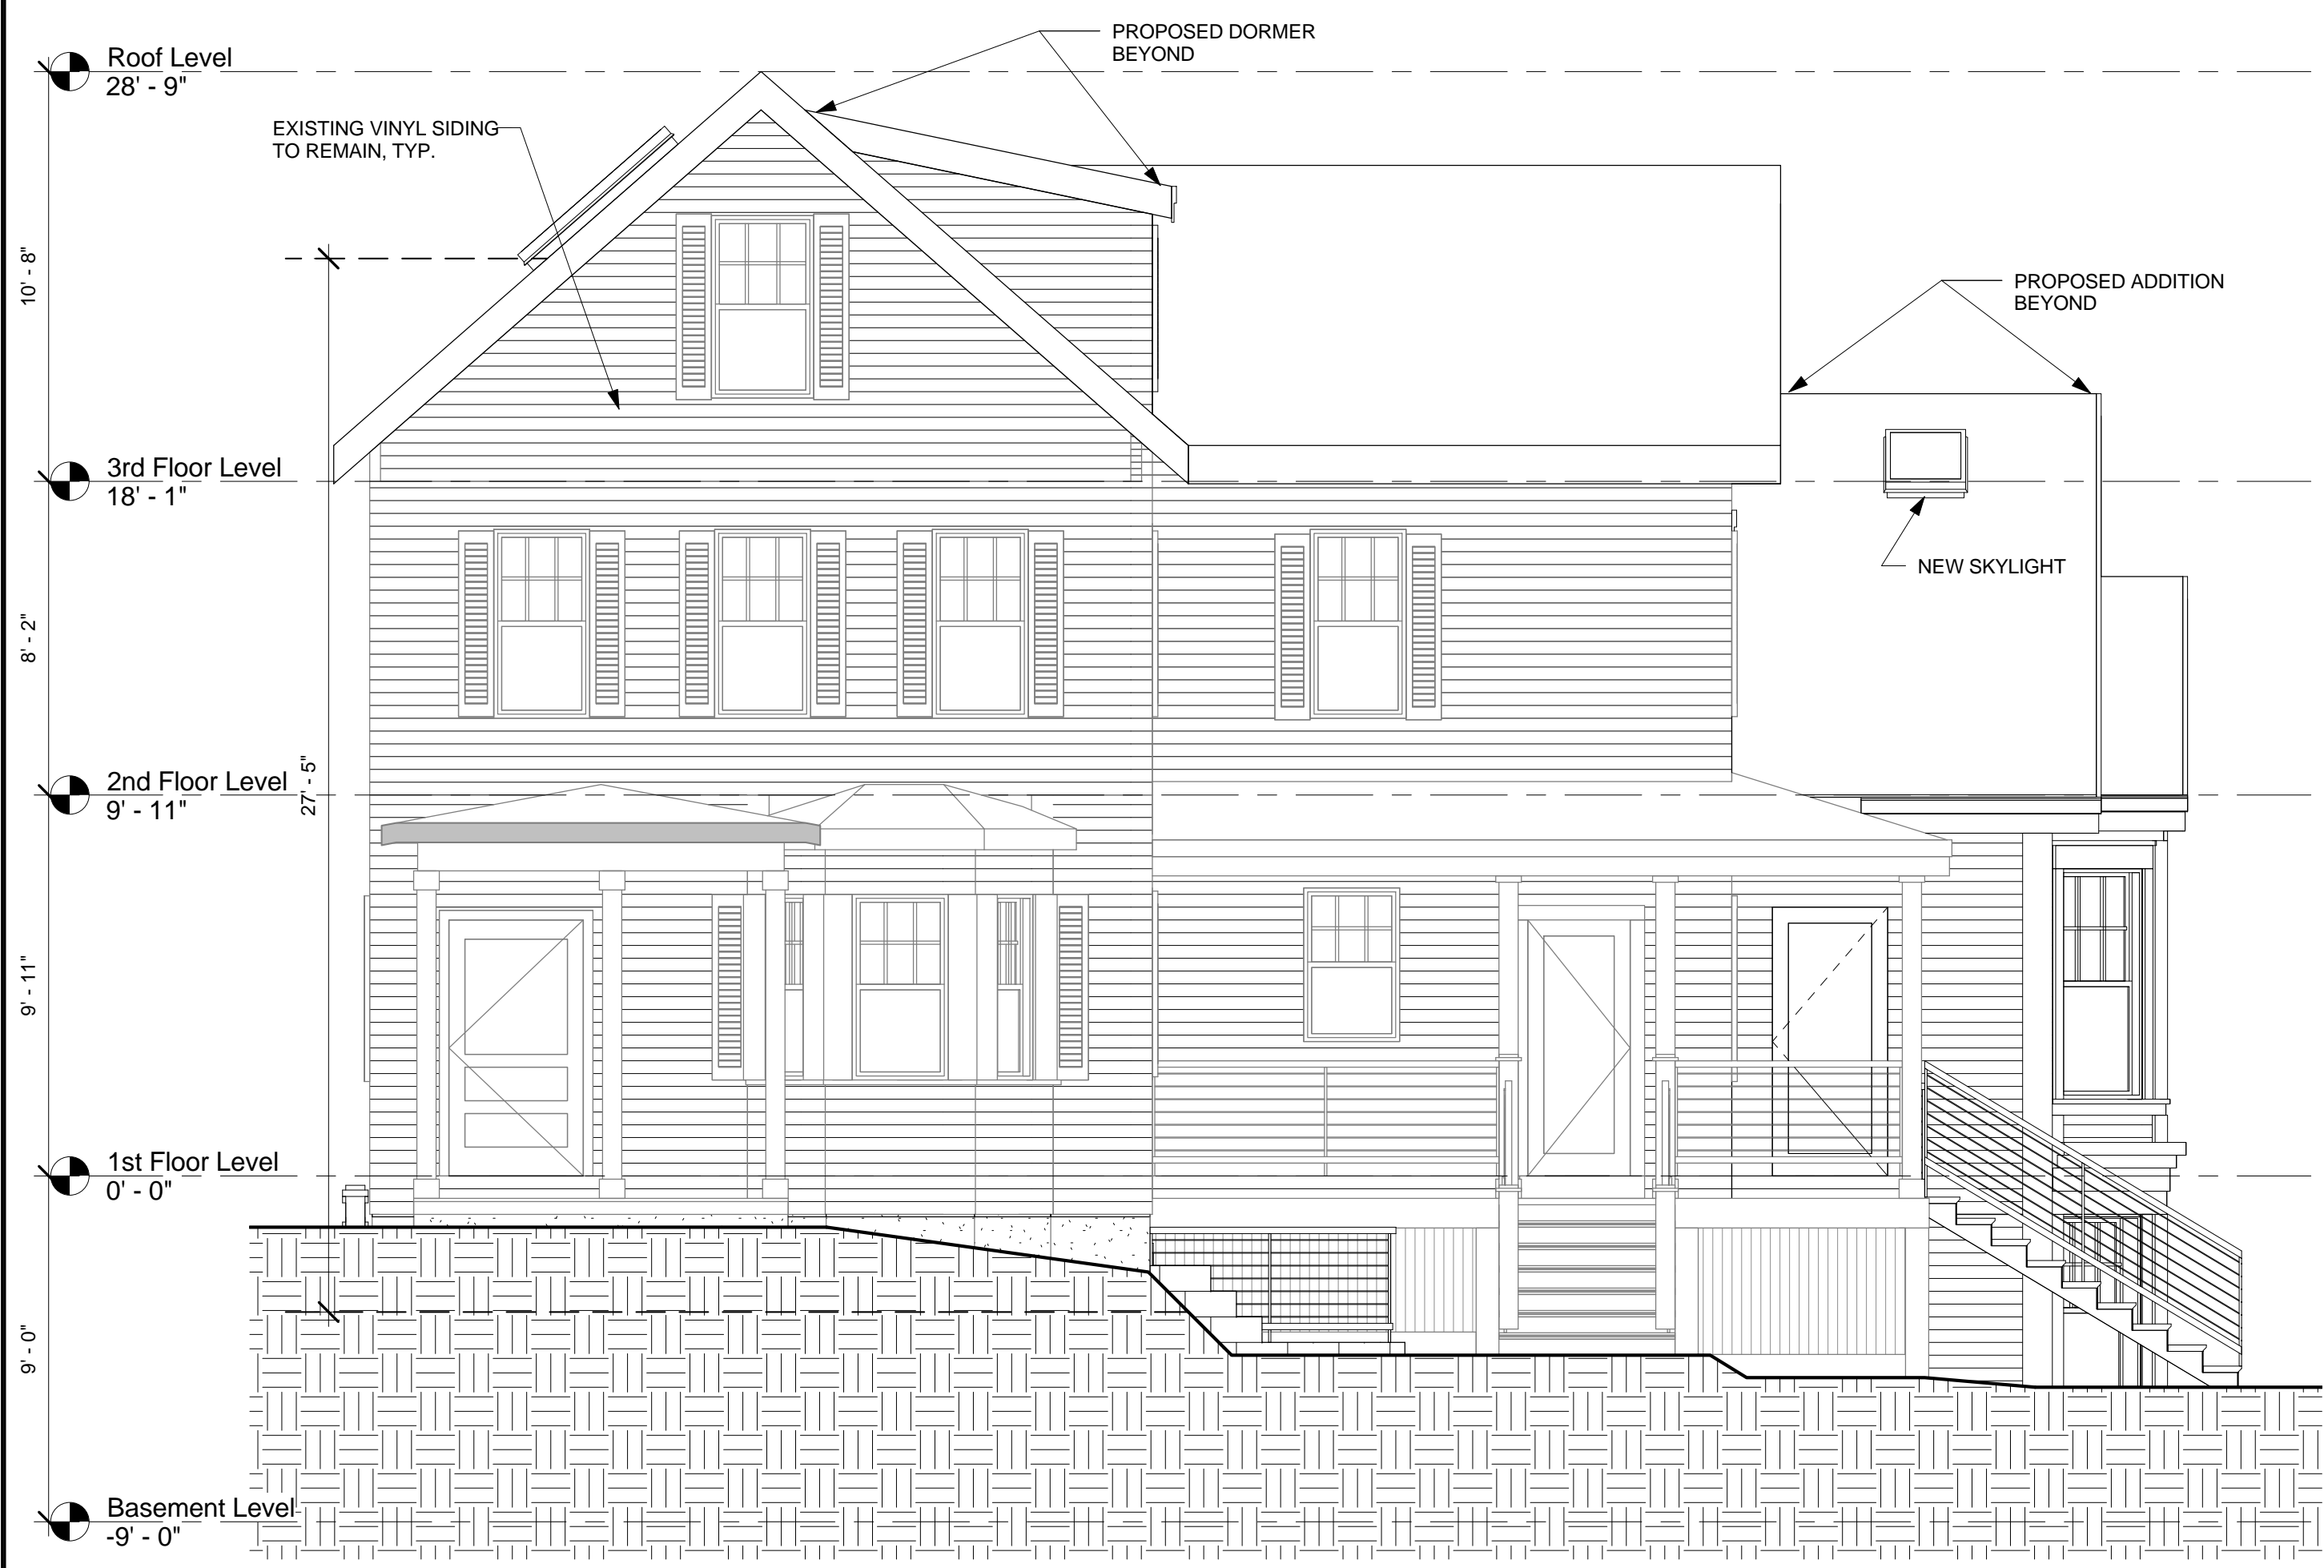 PROPOSED DORMER
BEYOND
Roof Level
28' - 9"
EXISTING VINYL SIDING
TO REMAIN, TYP.
10' - 8"
PROPOSED ADDITION
BEYOND
3rd Floor Level
18' - 1"
NEW SKYLIGHT
8' - 2"
2nd Floor Level
9' - 11"
27' - 5"
9' - 11"
1st Floor Level
0' - 0"
9' - 0"
Basement Level
-9' - 0"